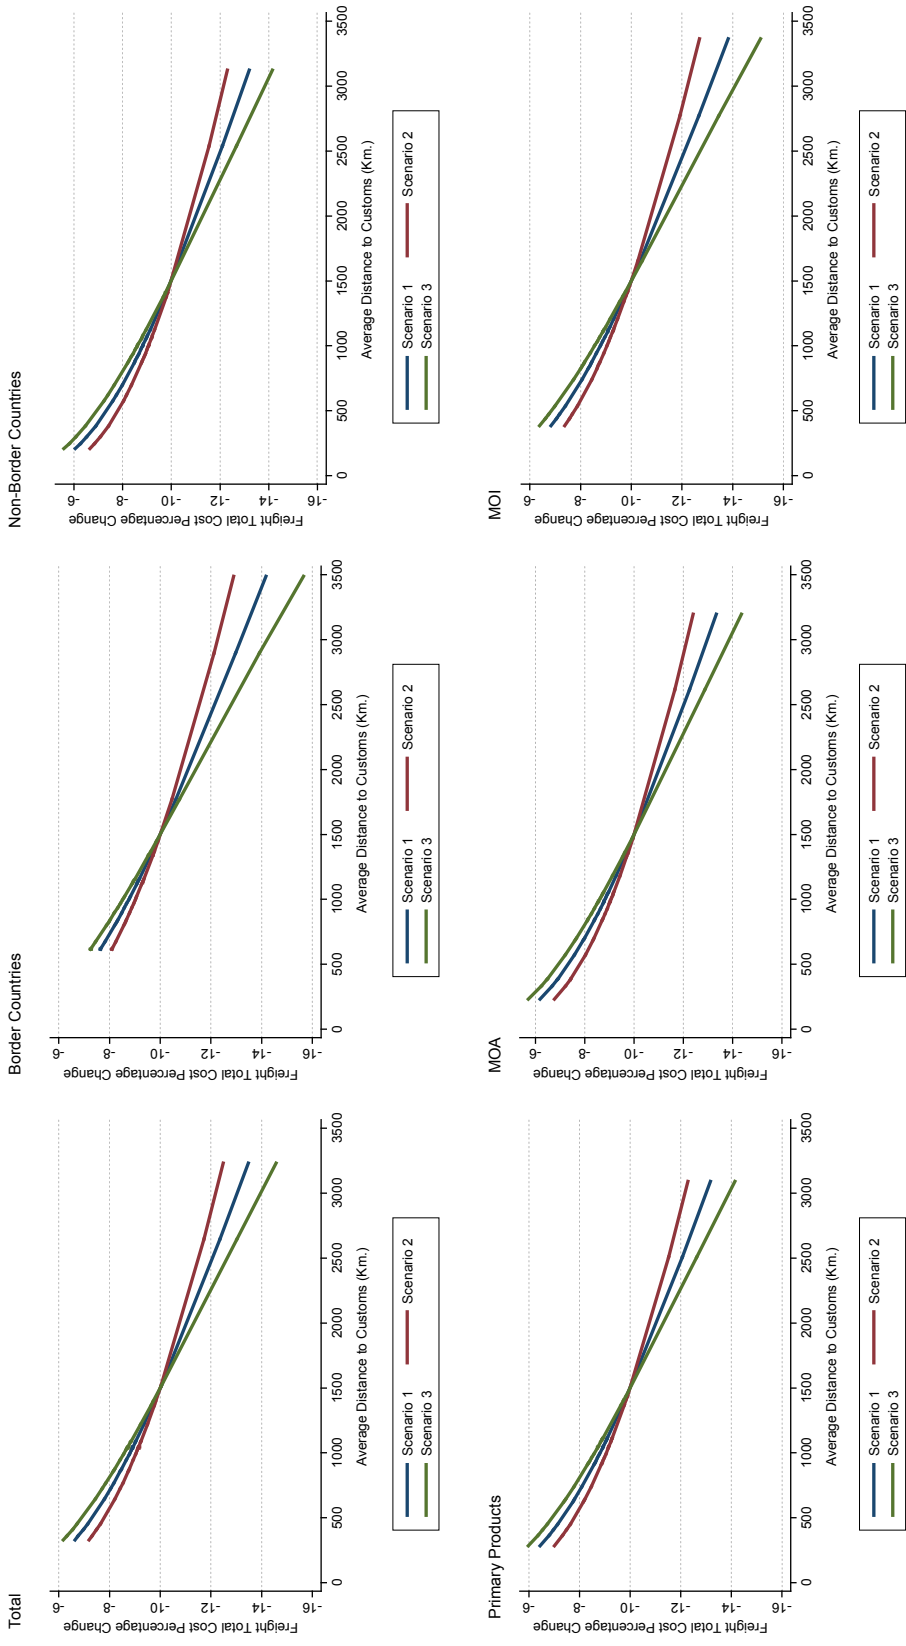 Total
Freight Total Cost Percentage Change
-6
-8
-10
-12
-14
-16
0 500 1000 1500 2000 2500 3000 3500
Average Distance to Customs (Km.)
Scenario 1 Scenario 2
Scenario 3
Border Countries
Freight Total Cost Percentage Change
-6
-8
-10
-12
-14
-16
0 500 1000 1500 2000 2500 3000 3500
Average Distance to Customs (Km.)
Scenario 1 Scenario 2
Scenario 3
Non-Border Countries
Freight Total Cost Percentage Change
-6
-8
-10
-12
-14
-16
0 500 1000 1500 2000 2500 3000 3500
Average Distance to Customs (Km.)
Scenario 1 Scenario 2
Scenario 3
Primary Products
Freight Total Cost Percentage Change
-6
-8
-10
-12
-14
-16
0 500 1000 1500 2000 2500 3000 3500
Average Distance to Customs (Km.)
Scenario 1 Scenario 2
Scenario 3
MOA
Freight Total Cost Percentage Change
-6
-8
-10
-12
-14
-16
0 500 1000 1500 2000 2500 3000 3500
Average Distance to Customs (Km.)
Scenario 1 Scenario 2
Scenario 3
MOI
Freight Total Cost Percentage Change
-6
-8
-10
-12
-14
-16
0 500 1000 1500 2000 2500 3000 3500
Average Distance to Customs (Km.)
Scenario 1 Scenario 2
Scenario 3